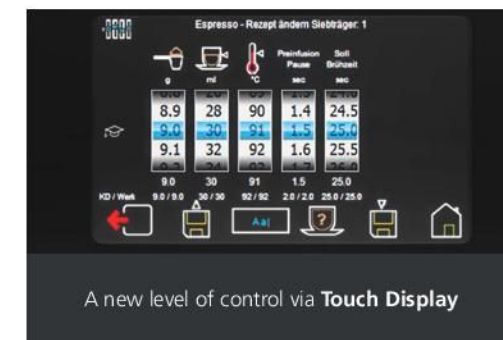 Espresso - Rezept ändern Siebträger: 1
Preinfusion Soll
Pause Brühzeit
g ml °C sec sec
8.9 28 90 1.4 24.5
9.0 30 91 1.5 25.0
9.1 32 92 1.6 25.5
9.0 30 91 1.5 25.0
KD / Werk 9.0 / 9.0 30 / 30 92 / 92 2.0 / 2.0 25.0 / 25.0
Aa|
?
A new level of control via Touch Display